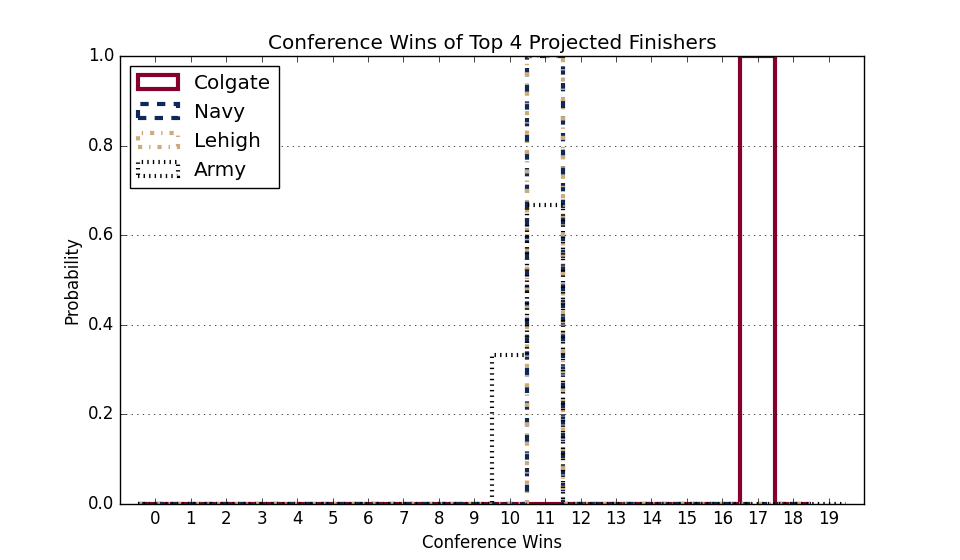 Conference Wins of Top 4 Projected Finishers
1.0
0.8
0.6
0.4
0.2
0.0
Probability
Colgate
Navy
Lehigh
Army
0 1 2 3 4 5 6 7 8 9 10 11 12 13 14 15 16 17 18 19
Conference Wins